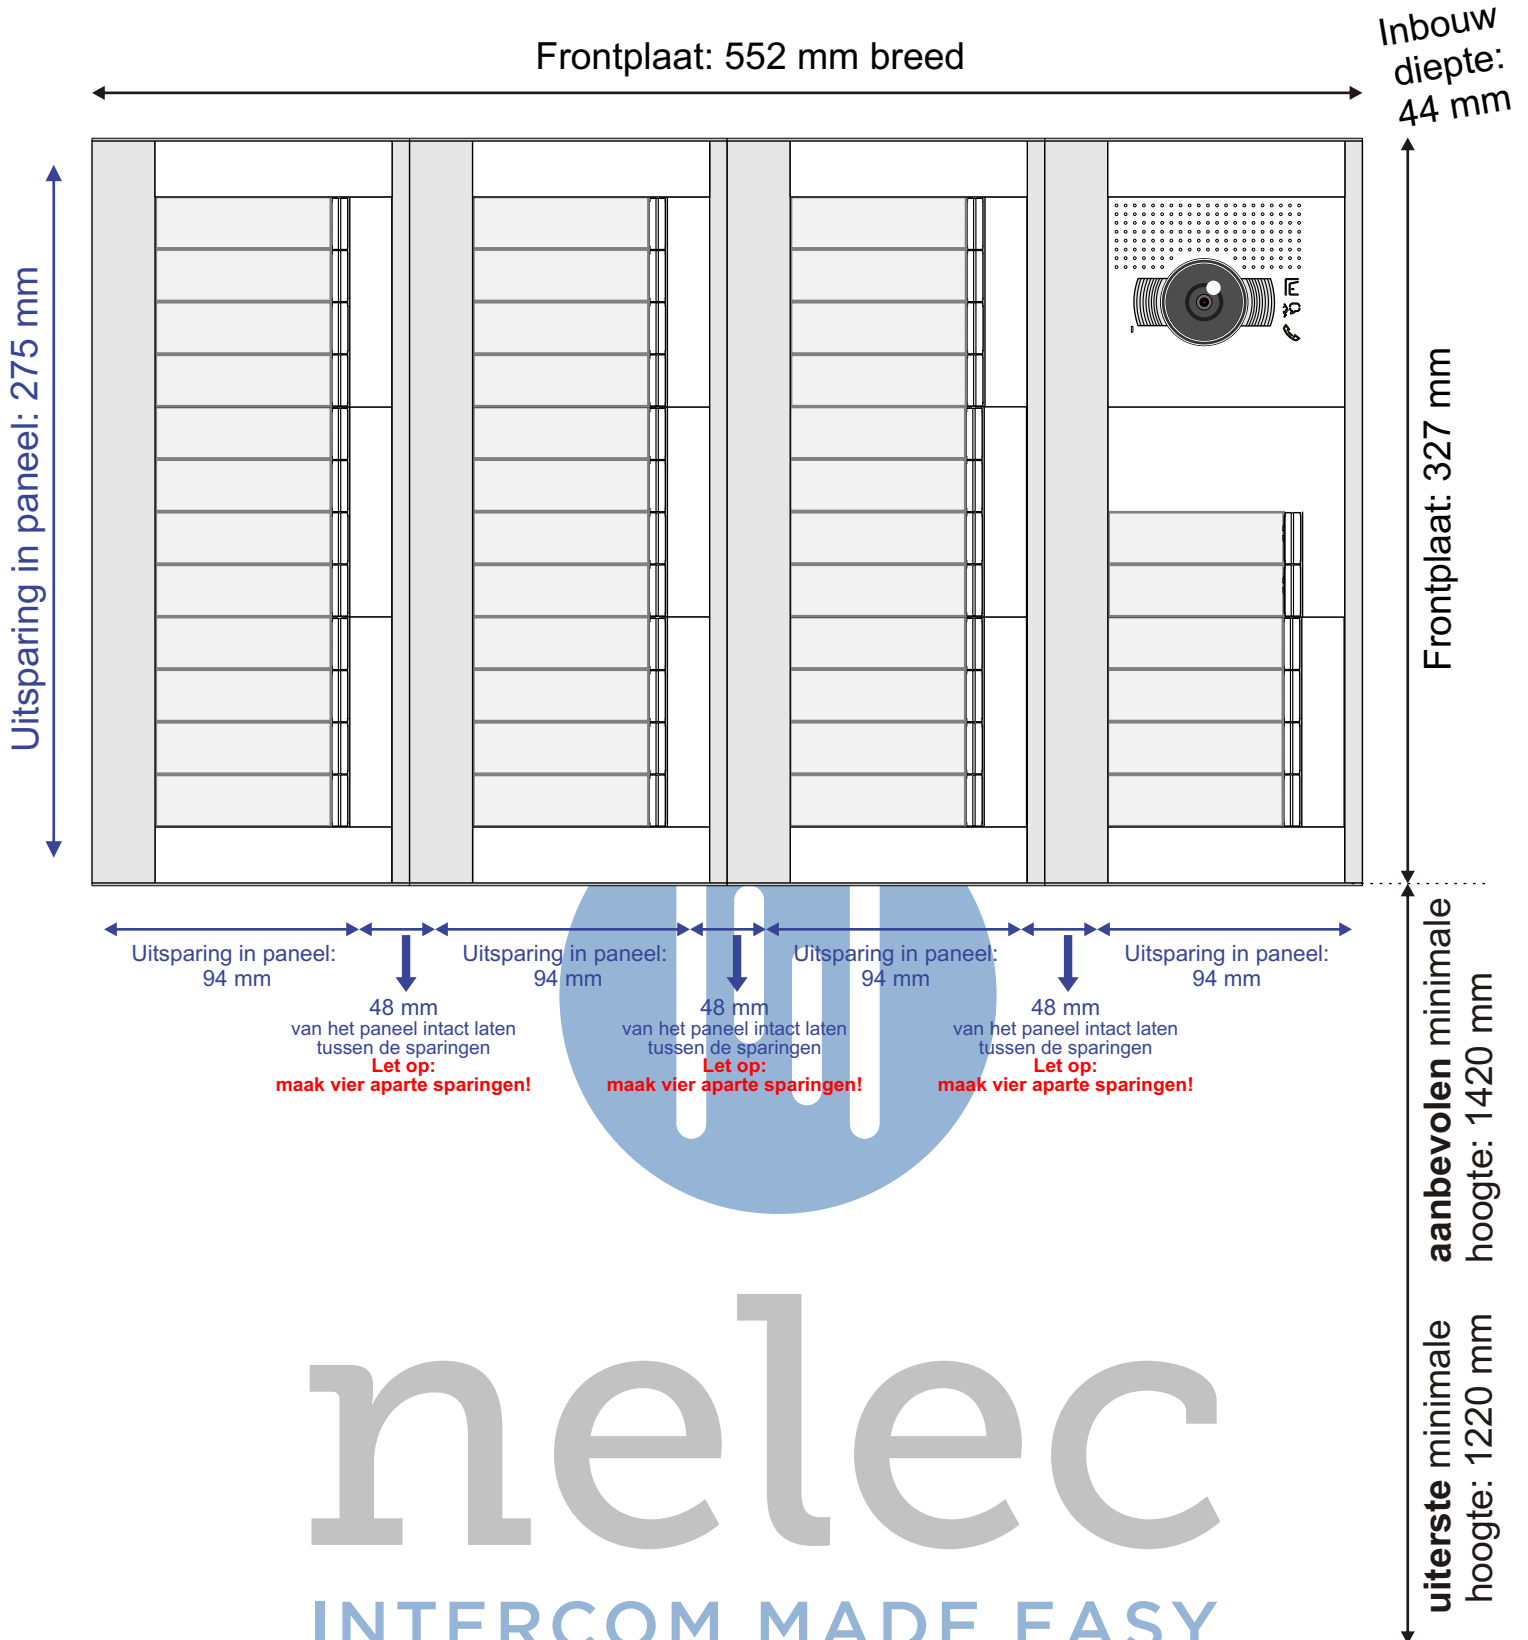 Frontplaat: 552 mm breed
Inbouw
diepte:
44 mm
Uitsparing in paneel: 275 mm
Frontplaat: 327 mm
Uitsparing in paneel:
94 mm
Uitsparing in paneel:
94 mm
Uitsparing in paneel:
94 mm
Uitsparing in paneel:
94 mm
48 mm
van het paneel intact laten
tussen de sparingen
Let op:
maak vier aparte sparingen!
48 mm
van het paneel intact laten
tussen de sparingen
Let op:
maak vier aparte sparingen!
48 mm
van het paneel intact laten
tussen de sparingen
Let op:
maak vier aparte sparingen!
aanbevolen minimale
hoogte: 1420 mm
uiterste minimale
hoogte: 1220 mm
nelec
INTERCOM MADE EASY